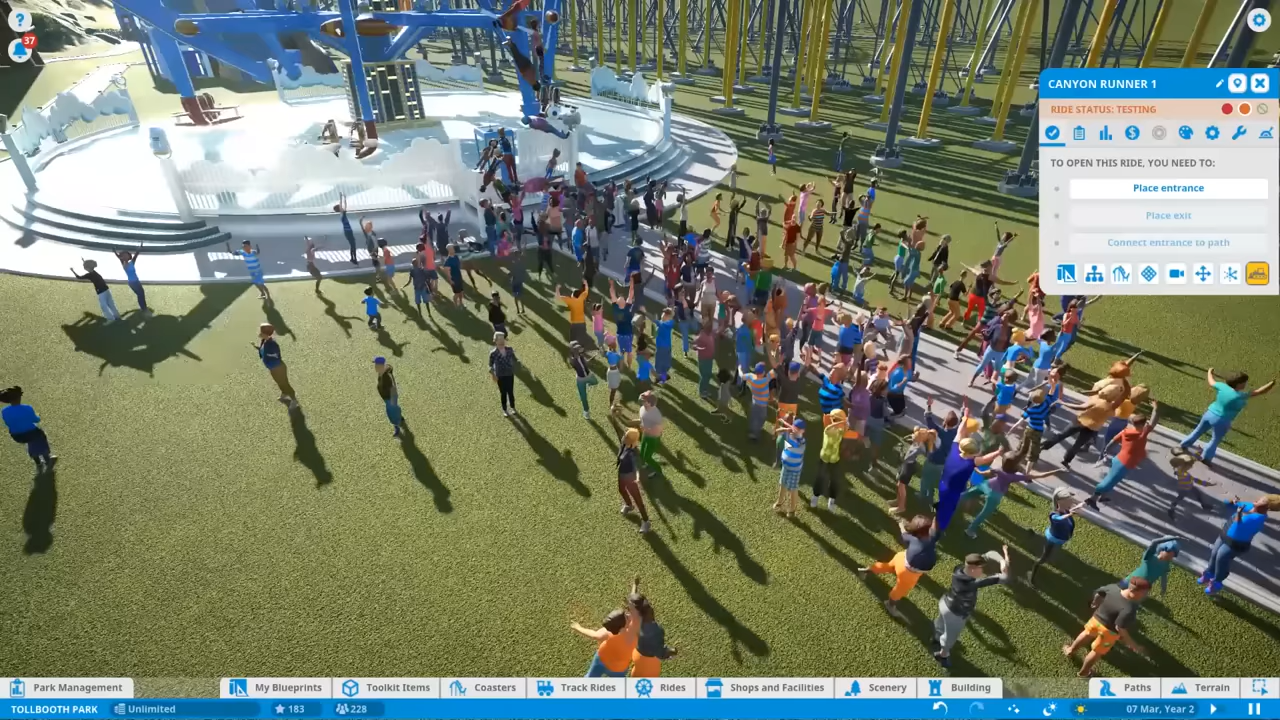 ?
37
CANYON RUNNER 1
RIDE STATUS: TESTING
TO OPEN THIS RIDE, YOU NEED TO:
Place entrance
Place exit
Connect entrance to path
Park Management
My Blueprints
Toolkit Items
Coasters
Track Rides
Rides
Shops and Facilities
Scenery
Building
Paths
Terrain
TOLLBOOTH PARK
Unlimited
183
228
07 Mar, Year 2